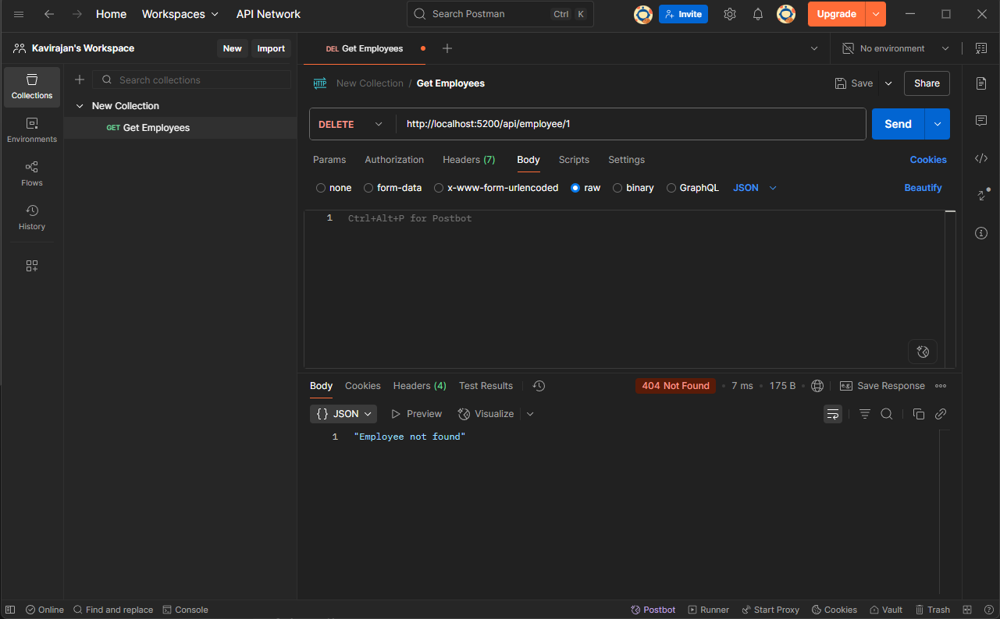 Home Workspaces API Network Search Postman Ctrl K Invite Upgrade
Kavirajan's Workspace New Import
DEL Get Employees No environment
Collections
Environments
Flows
History
Search collections
New Collection
GET Get Employees
HTTP New Collection / Get Employees Save Share
DELETE http://localhost:5200/api/employee/1 Send
Params Authorization Headers (7) Body Scripts Settings Cookies
none form-data x-www-form-urlencoded raw binary GraphQL JSON Beautify
1 Ctrl+Alt+P for Postbot
Body Cookies Headers (4) Test Results 404 Not Found • 7 ms • 175 B • e.g. Save Response
{} JSON Preview Visualize
1 "Employee not found"
Online Find and replace Console Postbot Runner Start Proxy Cookies Vault Trash